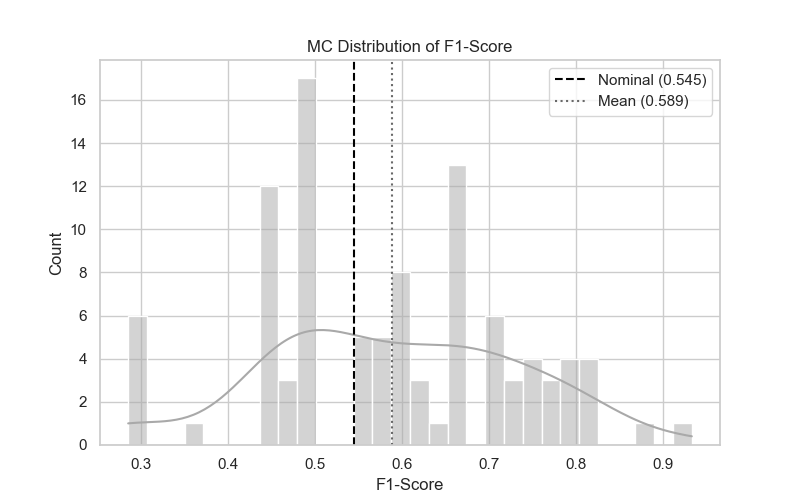 MC Distribution of F1-Score
Nominal (0.545)
Mean (0.589)
Count
16
14
12
10
8
6
4
2
0
0.3 0.4 0.5 0.6 0.7 0.8 0.9
F1-Score